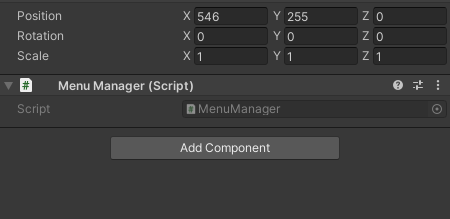 Position X 546 Y 255 Z 0
Rotation X 0 Y 0 Z 0
Scale X 1 Y 1 Z 1
# Menu Manager (Script)
Script # MenuManager
Add Component